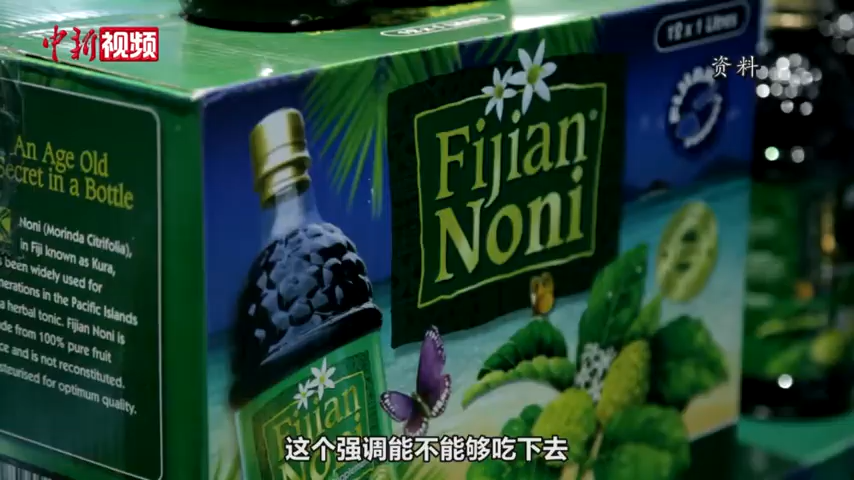 中新视频
资料
12 x 1 Litres
Fijian
Noni
An Age Old
Secret in a Bottle
Noni (Morinda Citrifolia),
in Fiji known as Kura,
been widely used for
nerations in the Pacific Islands
a herbal tonic. Fijian Noni is
de from 100% pure fruit
ce and is not reconstituted.
steurised for optimum quality.
Fijian
Noni
这个强调能不能够吃下去